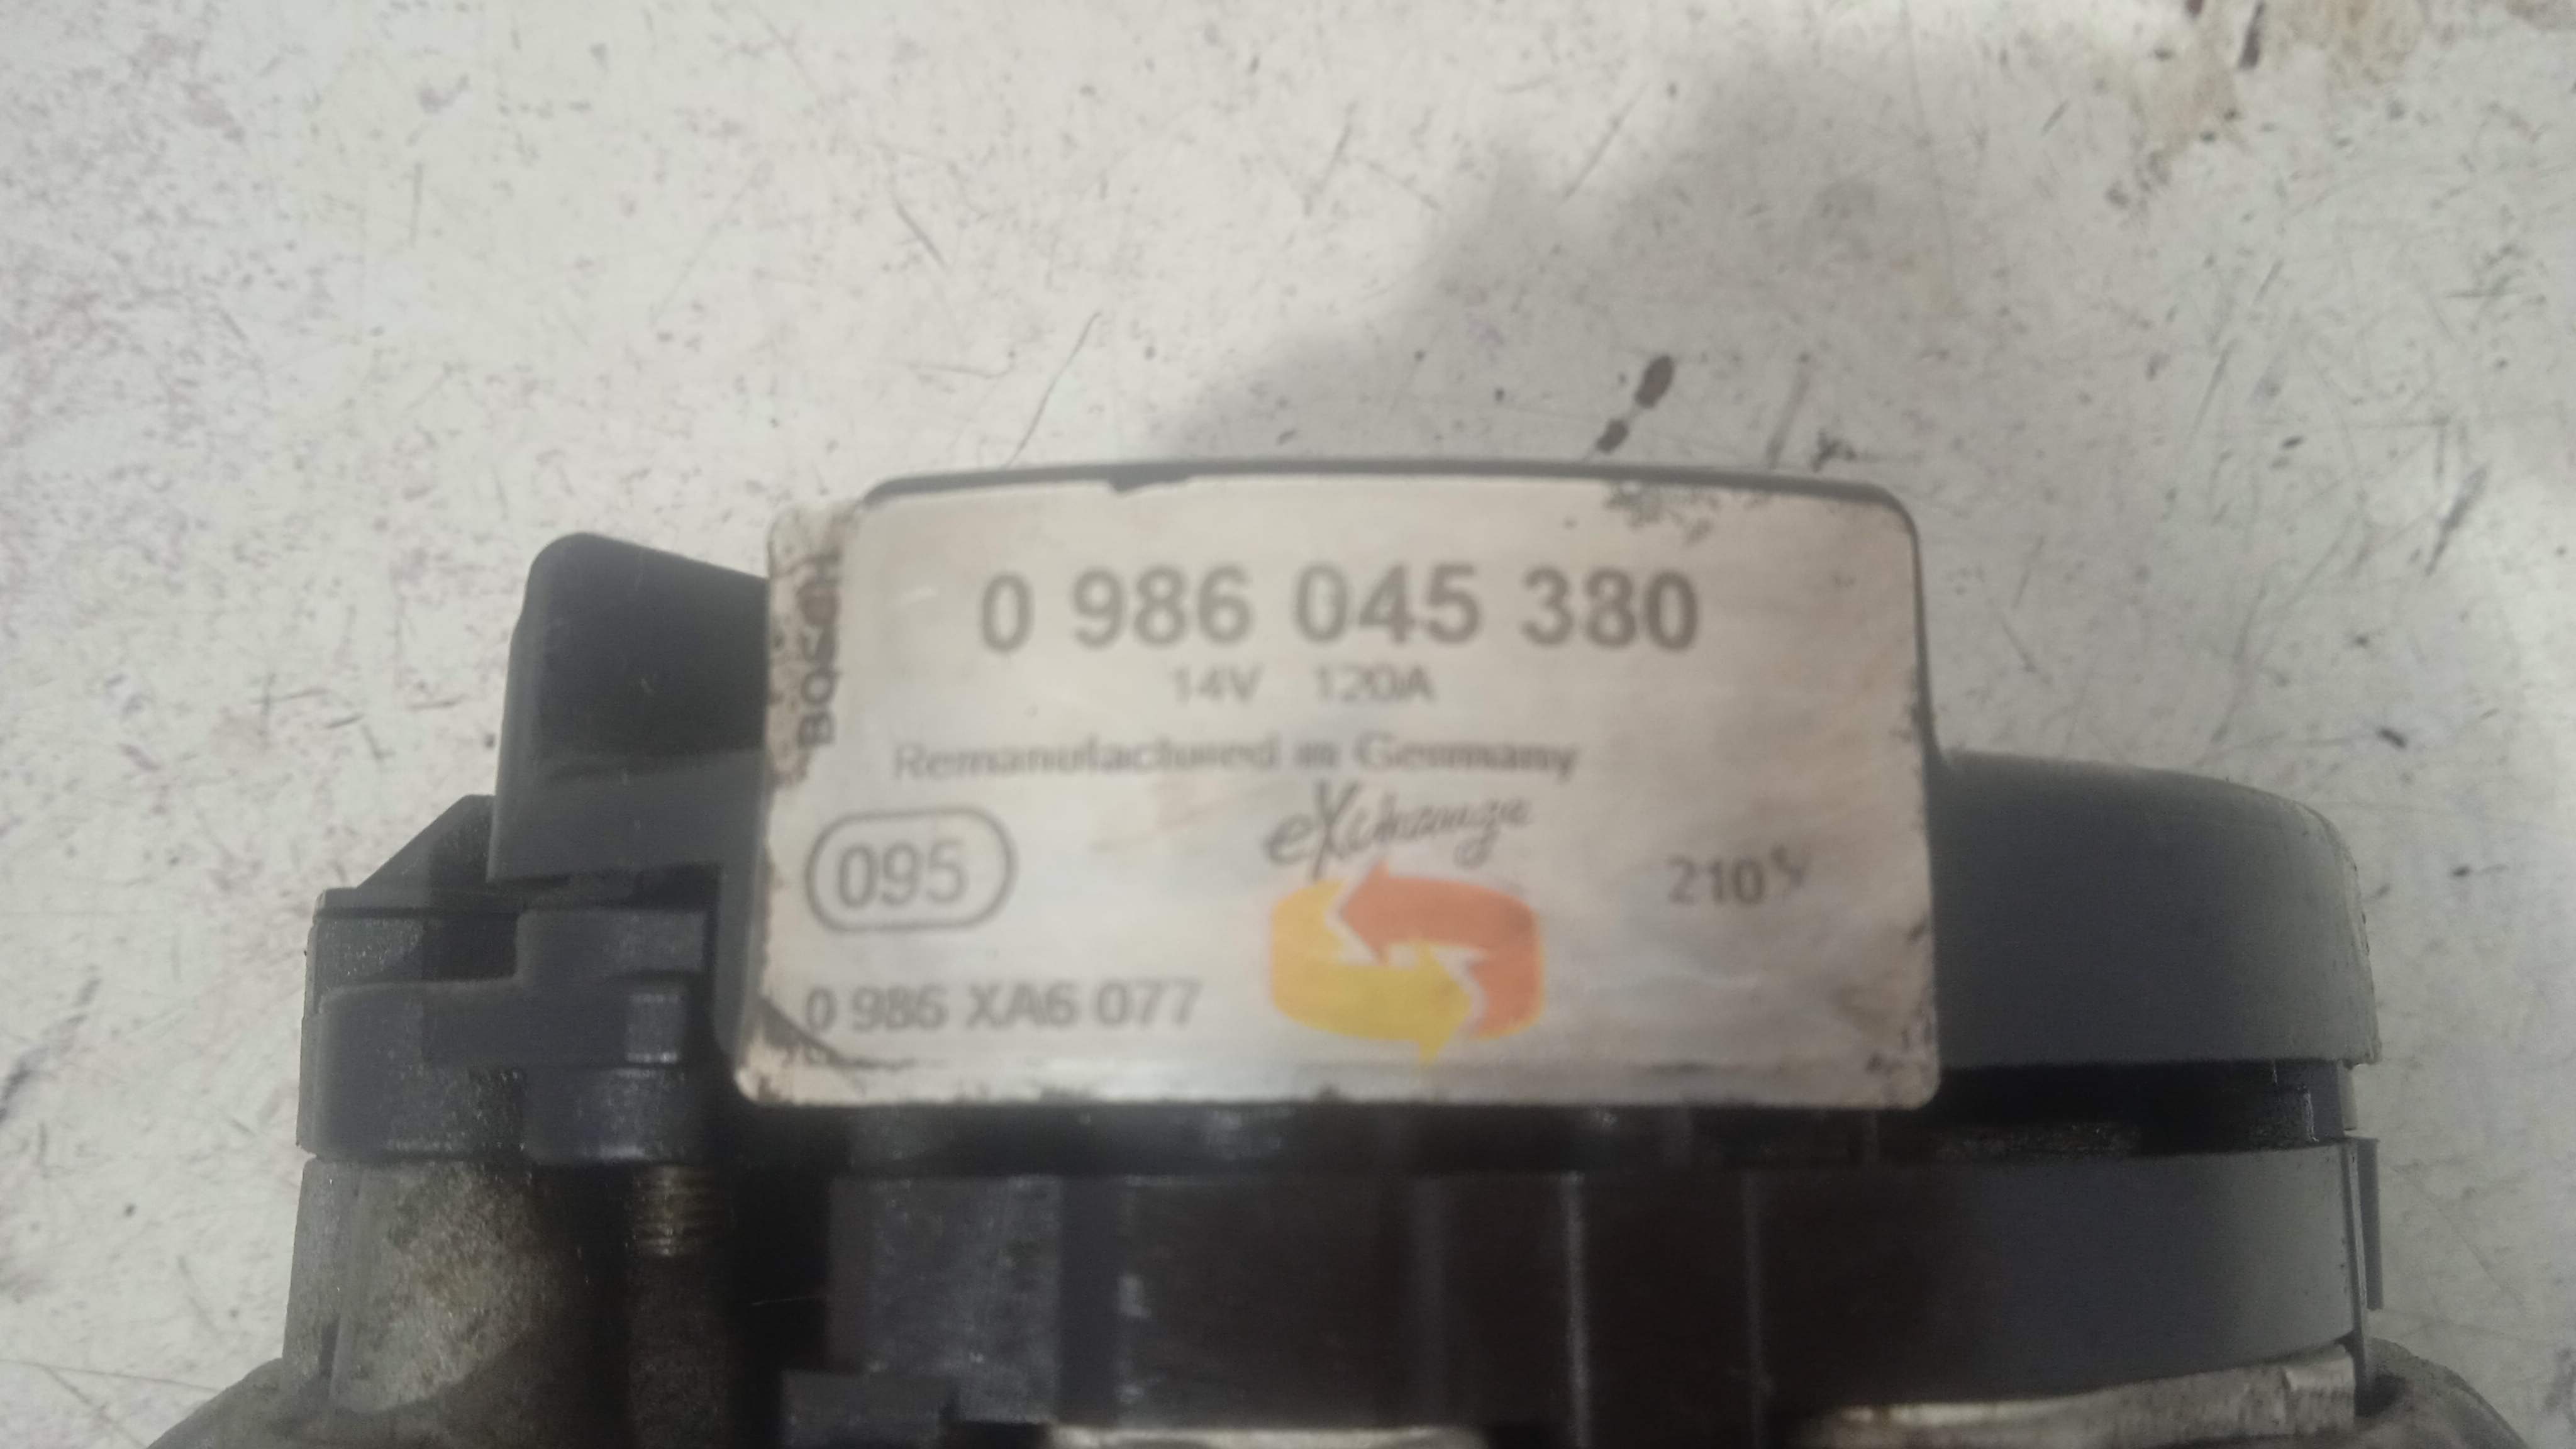 BOSCH
0 986 045 380
14V 120A
Remanufactured in Germany
eXchange
095
210
0 986 XA6 077